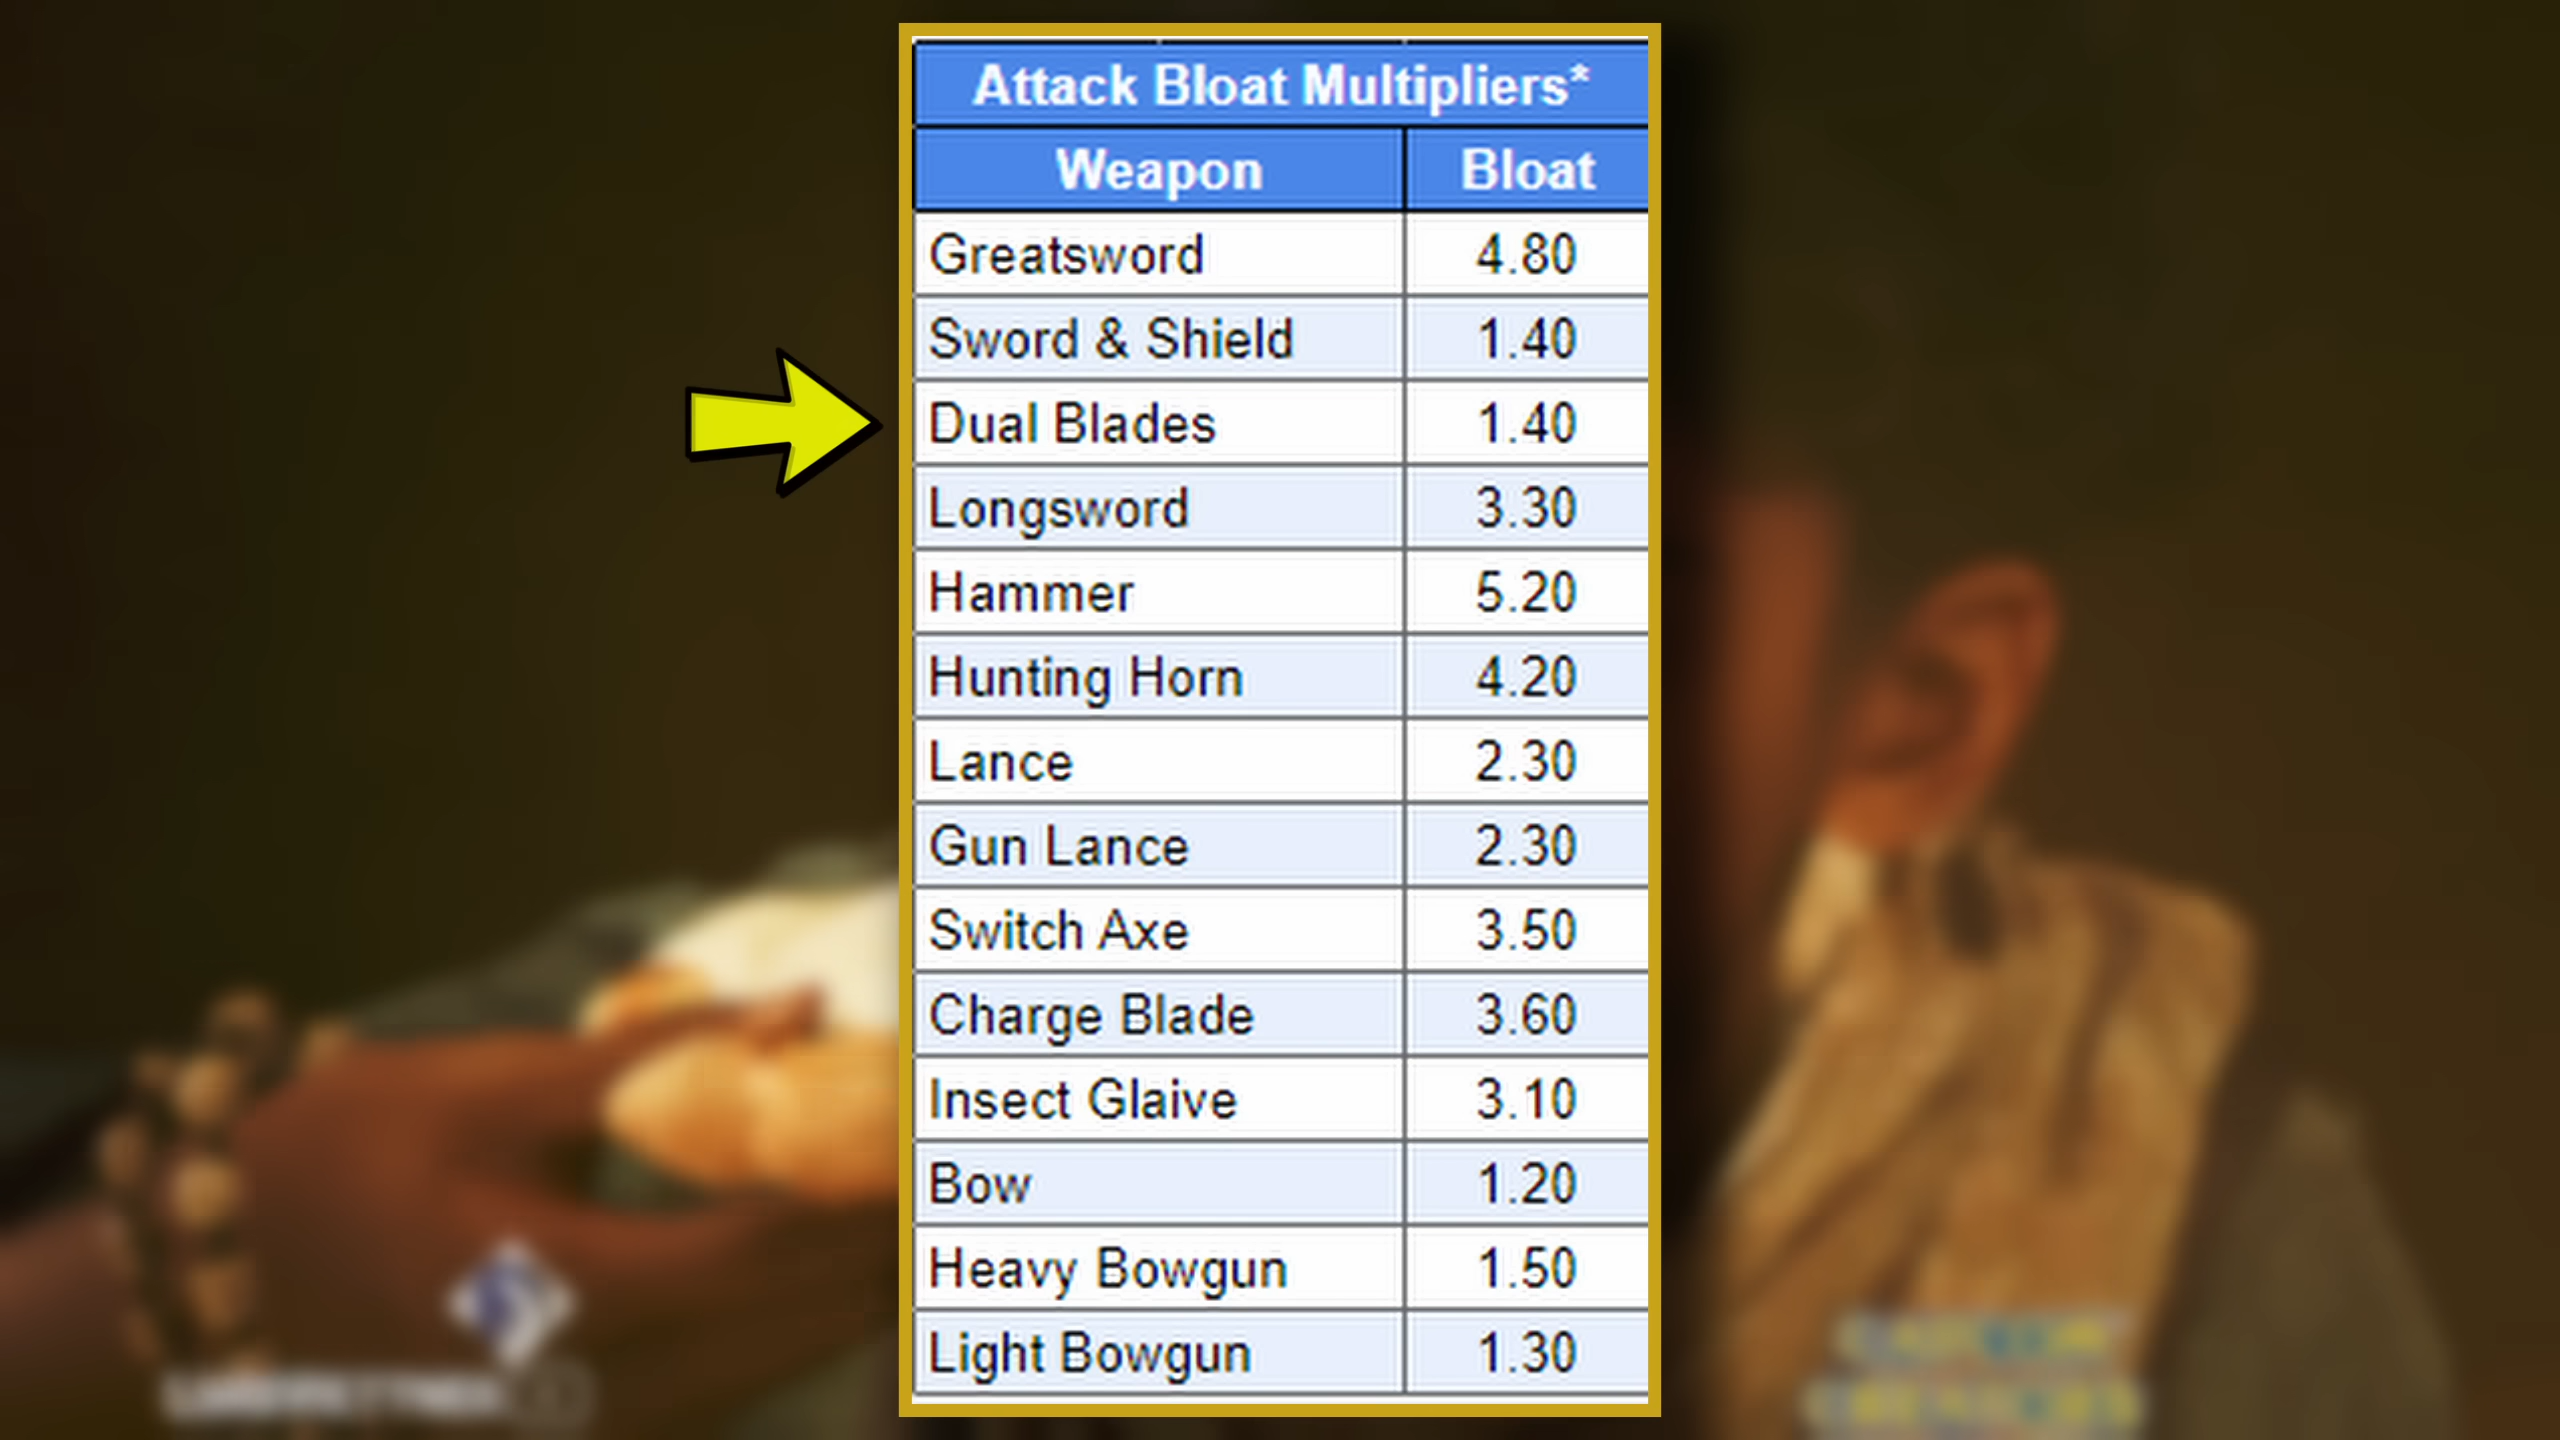 Attack Bloat Multipliers*
Weapon Bloat
Greatsword 4.80
Sword & Shield 1.40
Dual Blades 1.40
Longsword 3.30
Hammer 5.20
Hunting Horn 4.20
Lance 2.30
Gun Lance 2.30
Switch Axe 3.50
Charge Blade 3.60
Insect Glaive 3.10
Bow 1.20
Heavy Bowgun 1.50
Light Bowgun 1.30